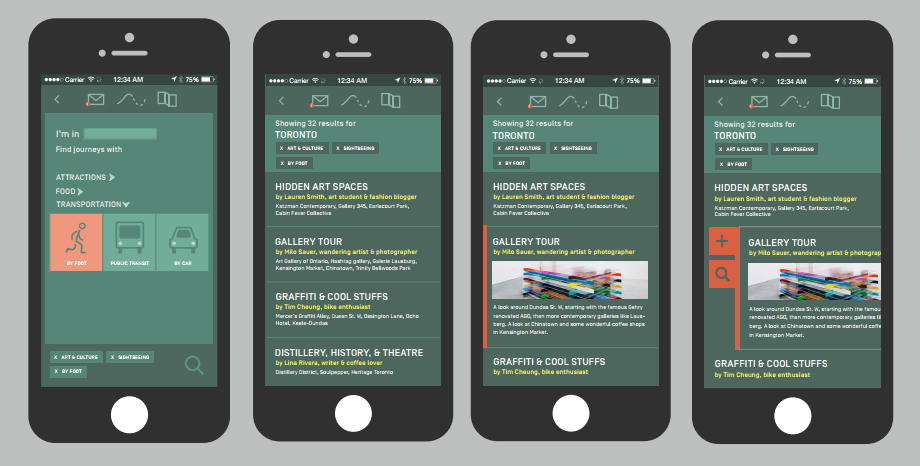 Carrier 12:34 AM 75%
I'm in
Find journeys with
ATTRACTIONS
FOOD
TRANSPORTATION
BY FOOT PUBLIC TRANSIT BY CAR
X ART & CULTURE X SIGHTSEEING
X BY FOOT
Carrier 12:34 AM 75%
Showing 32 results for
TORONTO
X ART & CULTURE X SIGHTSEEING
X BY FOOT
HIDDEN ART SPACES
by Lauren Smith, art student & fashion blogger
Katzman Contemporary, Gallery 345, Earlscourt Park,
Cabin Fever Collective
GALLERY TOUR
by Milo Sauer, wandering artist & photographer
Art Gallery of Ontario, Hashtag gallery, Galerie Lausburg,
Kensington Market, Chinatown, Trinity Bellwoods Park
GRAFFITI & COOL STUFFS
by Tim Cheung, bike enthusiast
Mercer's Graffiti Alley, Queen St. W, Ossington Lane, Ocho
Hotel, Keele-Dundas
DISTILLERY, HISTORY, & THEATRE
by Lina Rivera, writer & coffee lover
Distillery District, Soulpepper, Heritage Toronto
Carrier 12:34 AM 75%
Showing 32 results for
TORONTO
X ART & CULTURE X SIGHTSEEING
X BY FOOT
HIDDEN ART SPACES
by Lauren Smith, art student & fashion blogger
Katzman Contemporary, Gallery 345, Earlscourt Park,
Cabin Fever Collective
GALLERY TOUR
by Milo Sauer, wandering artist & photographer
A look around Dundas St. W, starting with the famous Gehry
renovated AGO, then more contemporary galleries like Laus-
berg. A look at Chinatown and some wonderful coffee shops
in Kensington Market.
GRAFFITI & COOL STUFFS
by Tim Cheung, bike enthusiast
Carrier 12:34 AM 75%
Showing 32 results for
TORONTO
X ART & CULTURE X SIGHTSEEING
X BY FOOT
HIDDEN ART SPACES
by Lauren Smith, art student & fashion blogger
Katzman Contemporary, Gallery 345, Earlscourt Park,
Cabin Fever Collective
GALLERY TOUR
by Milo Sauer, wandering artist & photograp
A look around Dundas St. W, starting with the famous
renovated AGO, then more contemporary galleries
berg. A look at Chinatown and some wonderful coffe
in Kensington Market.
GRAFFITI & COOL STUFFS
by Tim Cheung, bike enthusiast